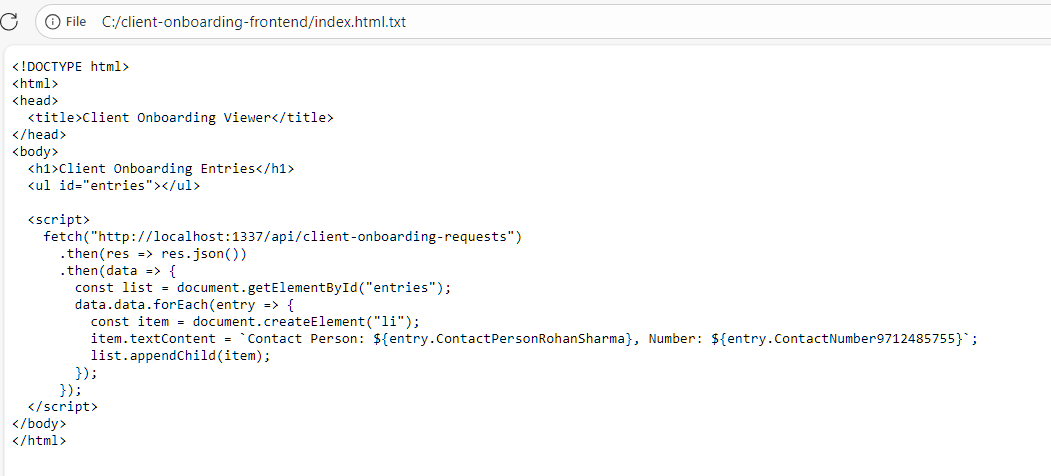 File C:/client-onboarding-frontend/index.html.txt
<!DOCTYPE html>
<html>
<head>
  <title>Client Onboarding Viewer</title>
</head>
<body>
  <h1>Client Onboarding Entries</h1>
  <ul id="entries"></ul>

  <script>
    fetch("http://localhost:1337/api/client-onboarding-requests")
      .then(res => res.json())
      .then(data => {
        const list = document.getElementById("entries");
        data.data.forEach(entry => {
          const item = document.createElement("li");
          item.textContent = `Contact Person: ${entry.ContactPersonRohanSharma}, Number: ${entry.ContactNumber9712485755}`;
          list.appendChild(item);
        });
      });
  </script>
</body>
</html>